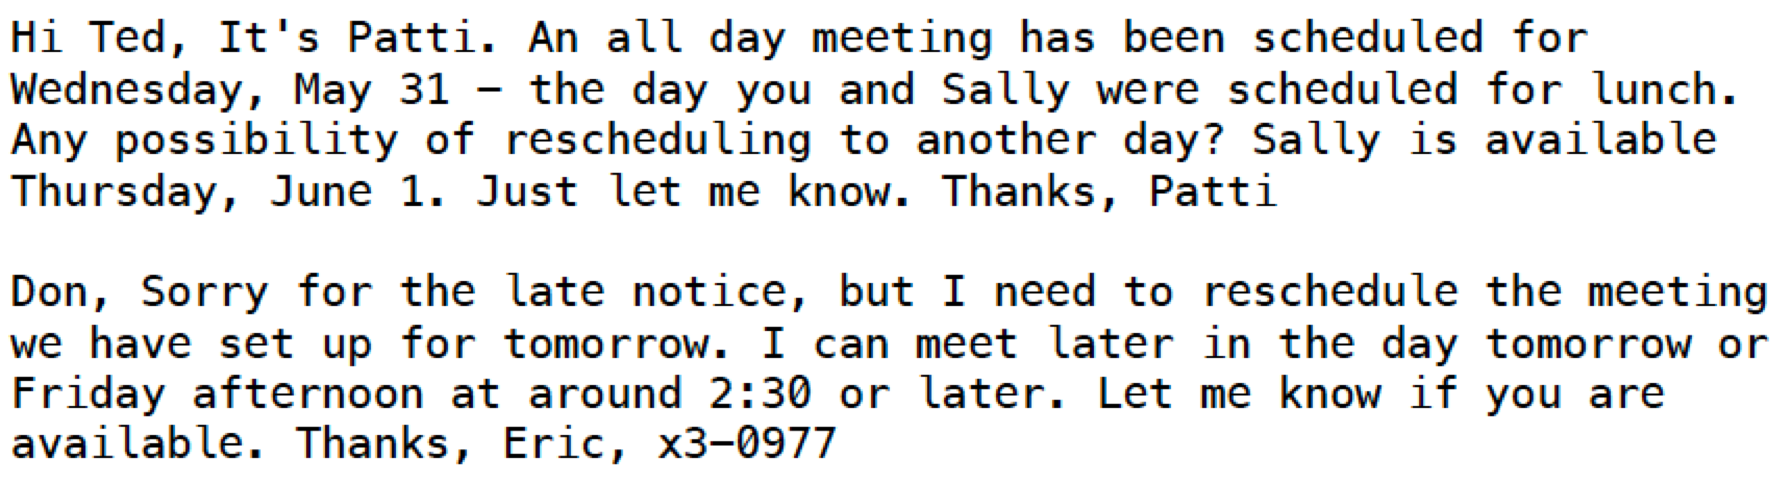 Hi Ted, It's Patti. An all day meeting has been scheduled for
Wednesday, May 31 – the day you and Sally were scheduled for lunch.
Any possibility of rescheduling to another day? Sally is available
Thursday, June 1. Just let me know. Thanks, Patti
Don, Sorry for the late notice, but I need to reschedule the meeting
we have set up for tomorrow. I can meet later in the day tomorrow or
Friday afternoon at around 2:30 or later. Let me know if you are
available. Thanks, Eric, x3–0977